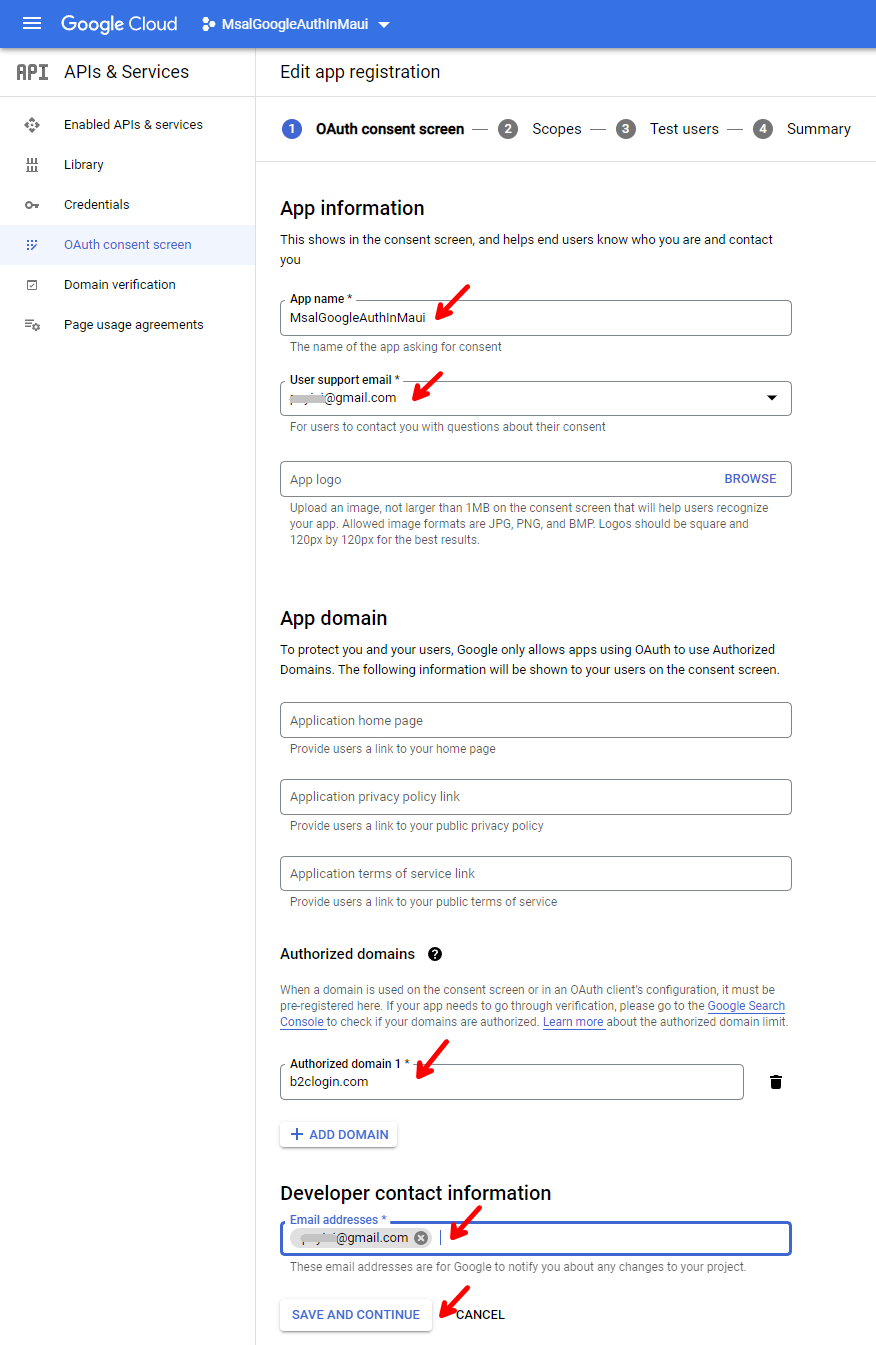 Google Cloud MsalGoogleAuthInMaui
API APIs & Services
Edit app registration
Enabled APIs & services
Library
Credentials
OAuth consent screen
Domain verification
Page usage agreements
1 OAuth consent screen — 2 Scopes — 3 Test users — 4 Summary
App information
This shows in the consent screen, and helps end users know who you are and contact
you
App name *
MsalGoogleAuthInMaui
The name of the app asking for consent
User support email *
@gmail.com
For users to contact you with questions about their consent
App logo BROWSE
Upload an image, not larger than 1MB on the consent screen that will help users recognize
your app. Allowed image formats are JPG, PNG, and BMP. Logos should be square and
120px by 120px for the best results.
App domain
To protect you and your users, Google only allows apps using OAuth to use Authorized
Domains. The following information will be shown to your users on the consent screen.
Application home page
Provide users a link to your home page
Application privacy policy link
Provide users a link to your public privacy policy
Application terms of service link
Provide users a link to your public terms of service
Authorized domains ?
When a domain is used on the consent screen or in an OAuth client's configuration, it must be
pre-registered here. If your app needs to go through verification, please go to the Google Search
Console to check if your domains are authorized. Learn more about the authorized domain limit.
Authorized domain 1 *
b2clogin.com
+ ADD DOMAIN
Developer contact information
Email addresses *
@gmail.com
These email addresses are for Google to notify you about any changes to your project.
SAVE AND CONTINUE CANCEL